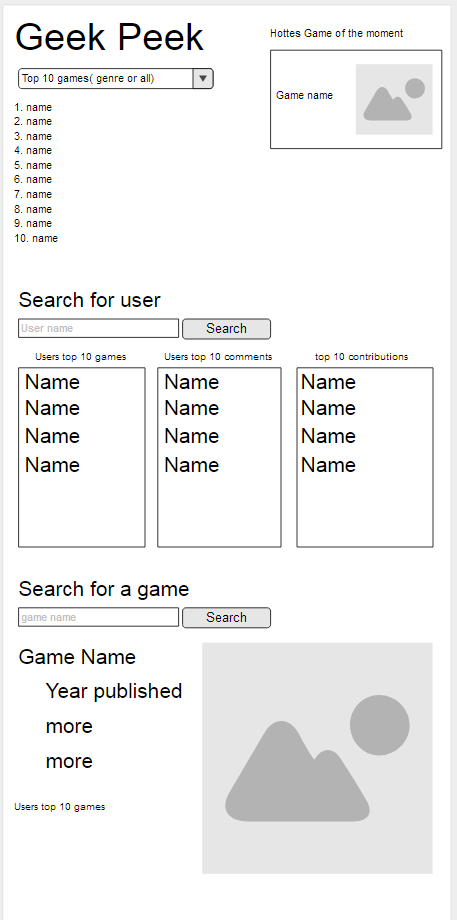 Geek Peek
Hottes Game of the moment
Top 10 games( genre or all)
Game name
1. name
2. name
3. name
4. name
5. name
6. name
7. name
8. name
9. name
10. name
Search for user
User name
Search
Users top 10 games
Users top 10 comments
top 10 contributions
Name
Name
Name
Name
Name
Name
Name
Name
Name
Name
Name
Name
Search for a game
game name
Search
Game Name
Year published
more
more
Users top 10 games